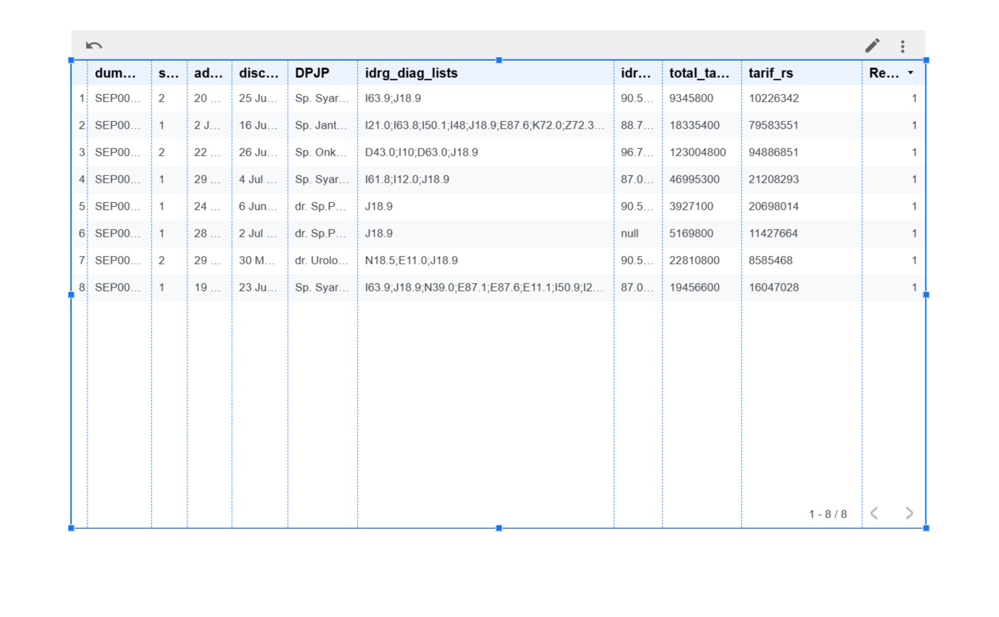 dum... s... ad... disc... DPJP idrg_diag_lists idr... total_ta... tarif_rs Re...
1 SEP00... 2 20 ... 25 Ju... Sp. Syar... I63.9;J18.9 90.5... 9345800 10226342 1
2 SEP00... 1 2 J... 16 Ju... Sp. Jant... I21.0;I63.8;I50.1;I48;J18.9;E87.6;K72.0;Z72.3... 88.7... 18335400 79583551 1
3 SEP00... 2 22 ... 26 Ju... Sp. Onk... D43.0;I10;D63.0;J18.9 96.7... 123004800 94886851 1
4 SEP00... 1 29 ... 4 Jul ... Sp. Syar... I61.8;I12.0;J18.9 87.0... 46995300 21208293 1
5 SEP00... 1 24 ... 6 Jun... dr. Sp.P... J18.9 90.5... 3927100 20698014 1
6 SEP00... 1 28 ... 2 Jul ... dr. Sp.P... J18.9 null 5169800 11427664 1
7 SEP00... 2 29 ... 30 M... dr. Urolo... N18.5;E11.0;J18.9 90.5... 22810800 8585468 1
8 SEP00... 1 19 ... 23 Ju... Sp. Syar... I63.9;J18.9;N39.0;E87.1;E87.6;E11.1;I50.9;I2... 87.0... 19456600 16047028 1
1 - 8 / 8